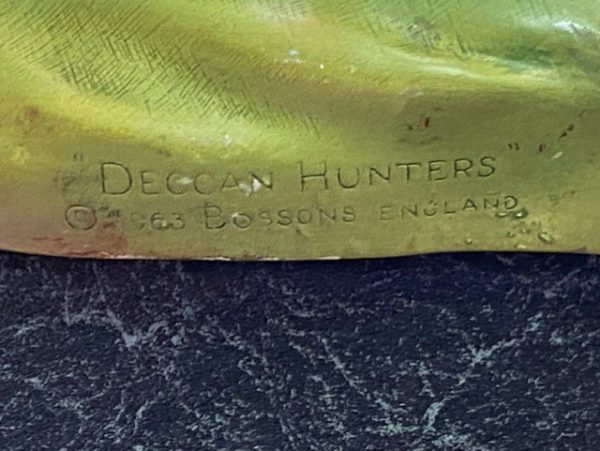 "DECCAN HUNTERS"
© 1963 BOSSONS ENGLAND